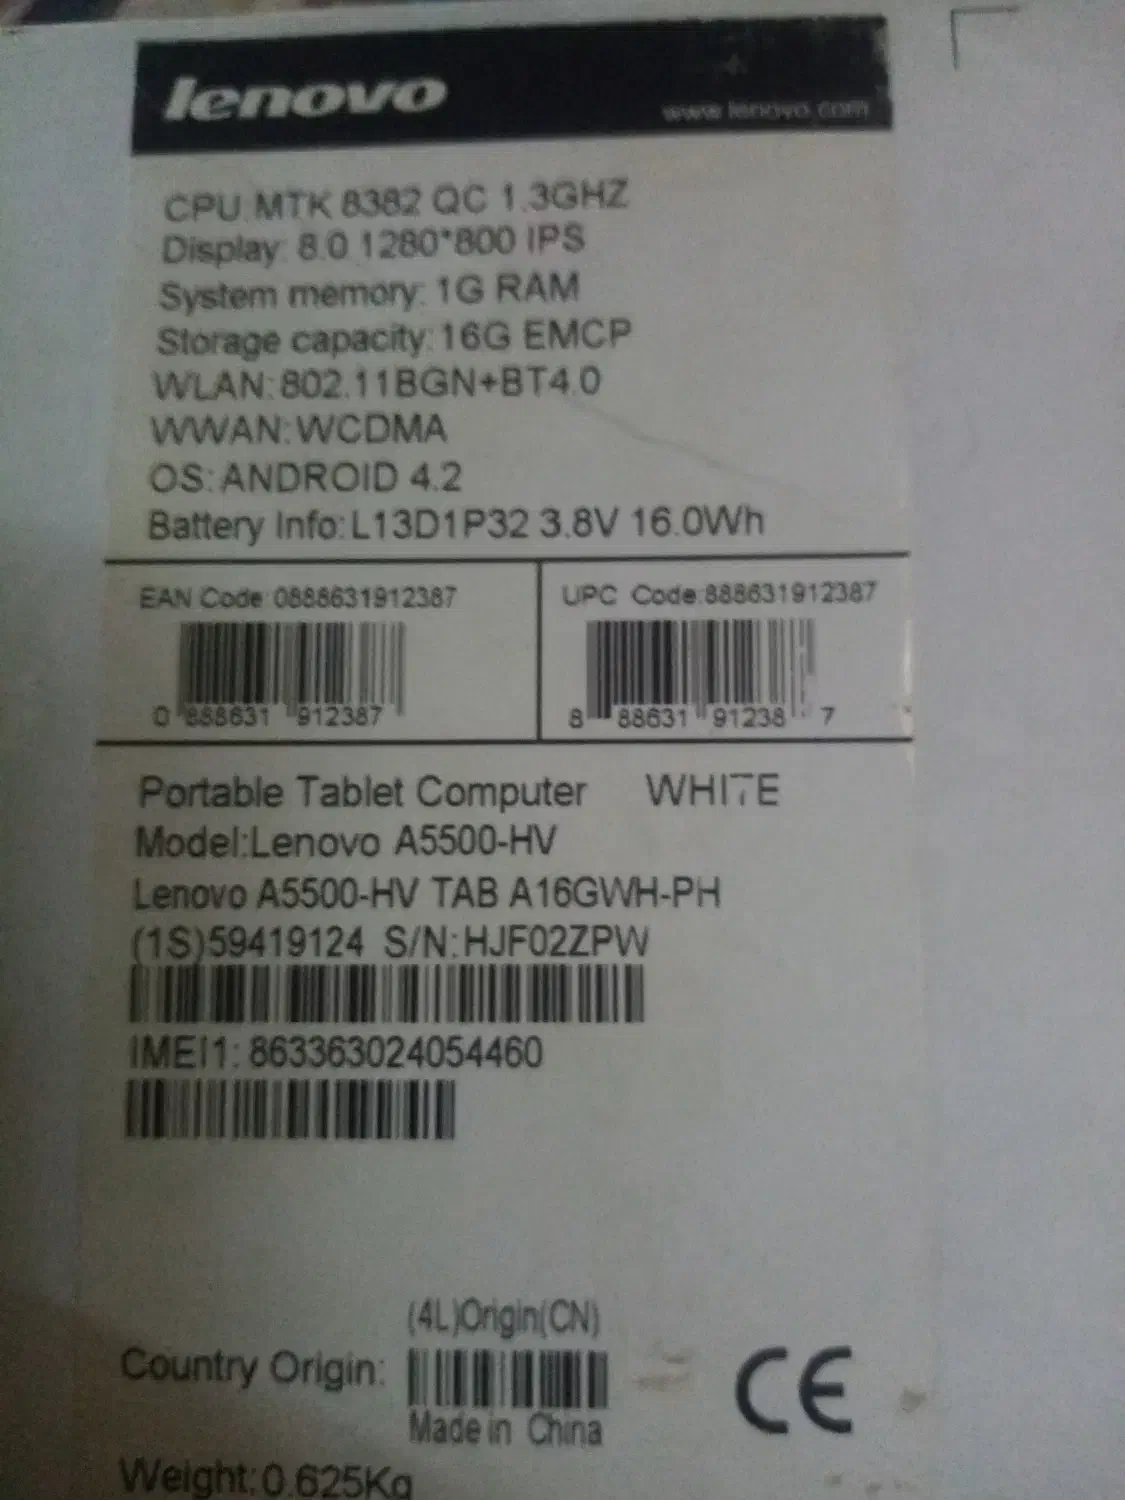 lenovo
www.lenovo.com
CPU:MTK 8382 QC 1.3GHZ
Display: 8.0 1280*800 IPS
System memory: 1G RAM
Storage capacity:16G EMCP
WLAN:802.11BGN+BT4.0
WWAN:WCDMA
OS:ANDROID 4.2
Battery Info:L13D1P32 3.8V 16.0Wh
EAN Code:0888631912387
0 888631 912387
UPC Code:888631912387
8 88631 91238 7
Portable Tablet Computer WHITE
Model:Lenovo A5500-HV
Lenovo A5500-HV TAB A16GWH-PH
(1S)59419124 S/N:HJF02ZPW
IMEI1: 863363024054460
(4L)Origin(CN)
Country Origin:
Made in China
CE
Weight:0.625Kg